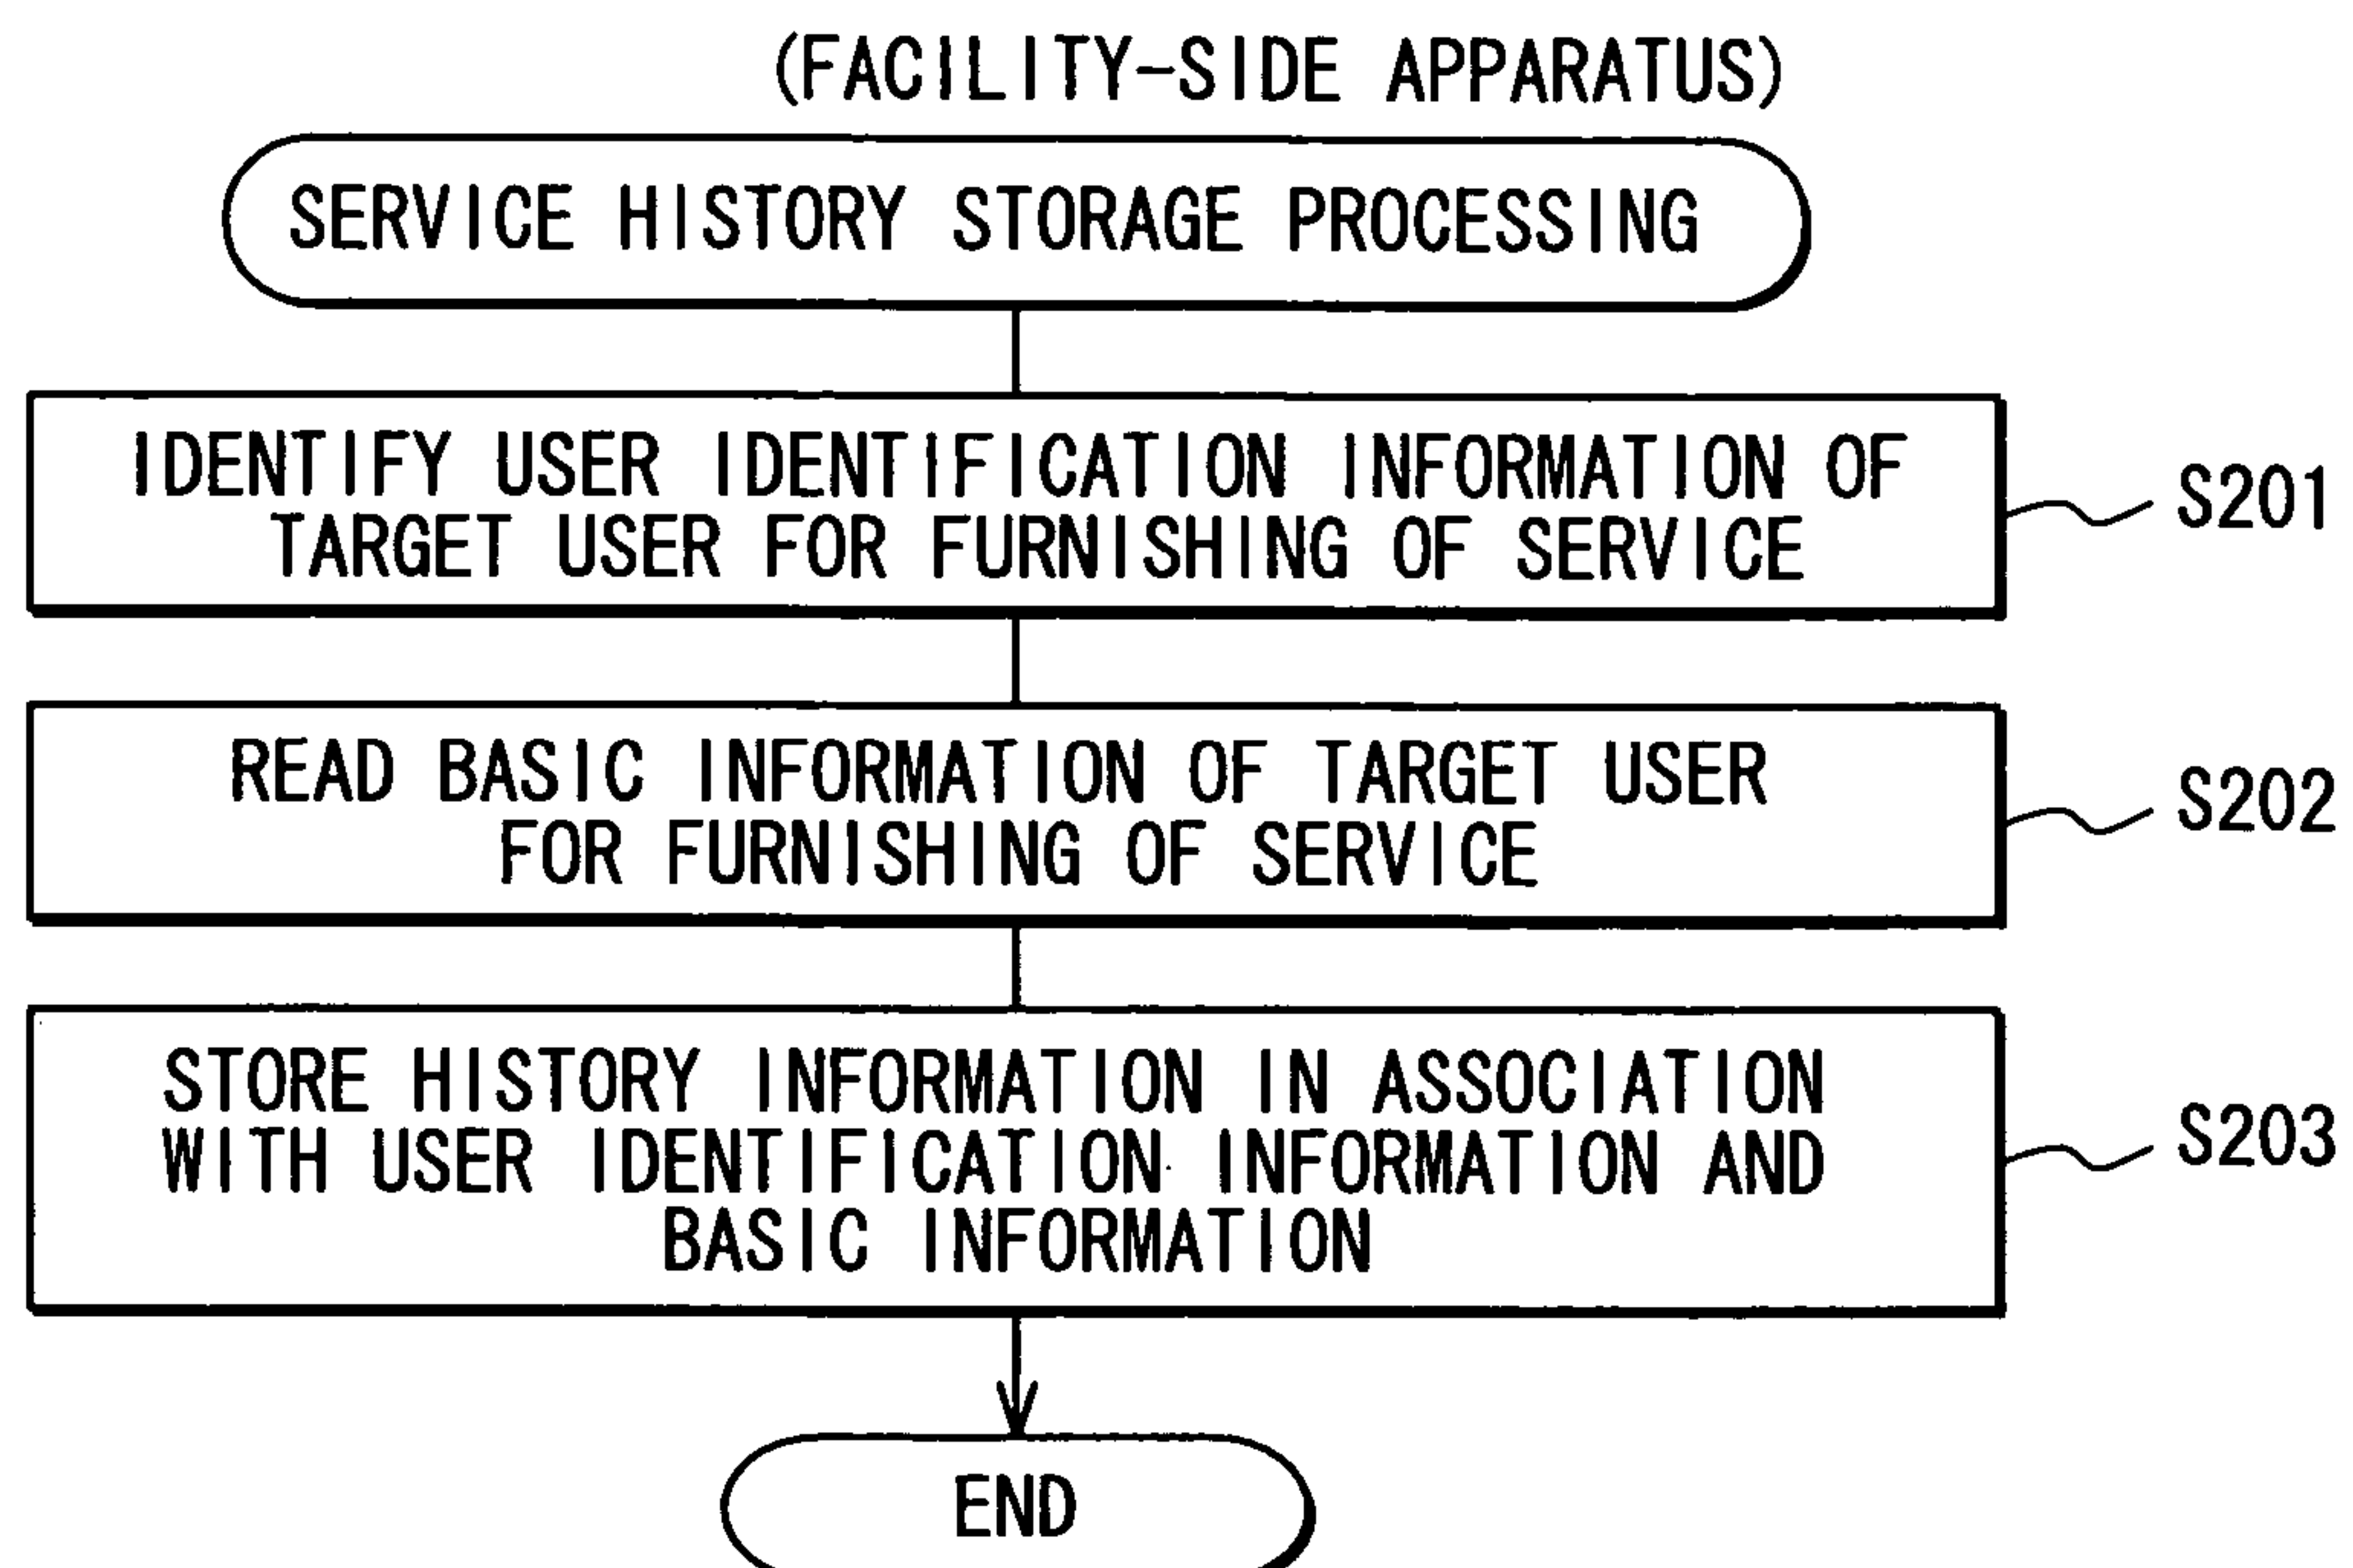 (FACILITY-SIDE APPARATUS)
SERVICE HISTORY STORAGE PROCESSING
IDENTIFY USER IDENTIFICATION INFORMATION OF
TARGET USER FOR FURNISHING OF SERVICE
S201
READ BASIC INFORMATION OF TARGET USER
FOR FURNISHING OF SERVICE
S202
STORE HISTORY INFORMATION IN ASSOCIATION
WITH USER IDENTIFICATION INFORMATION AND
BASIC INFORMATION
S203
END